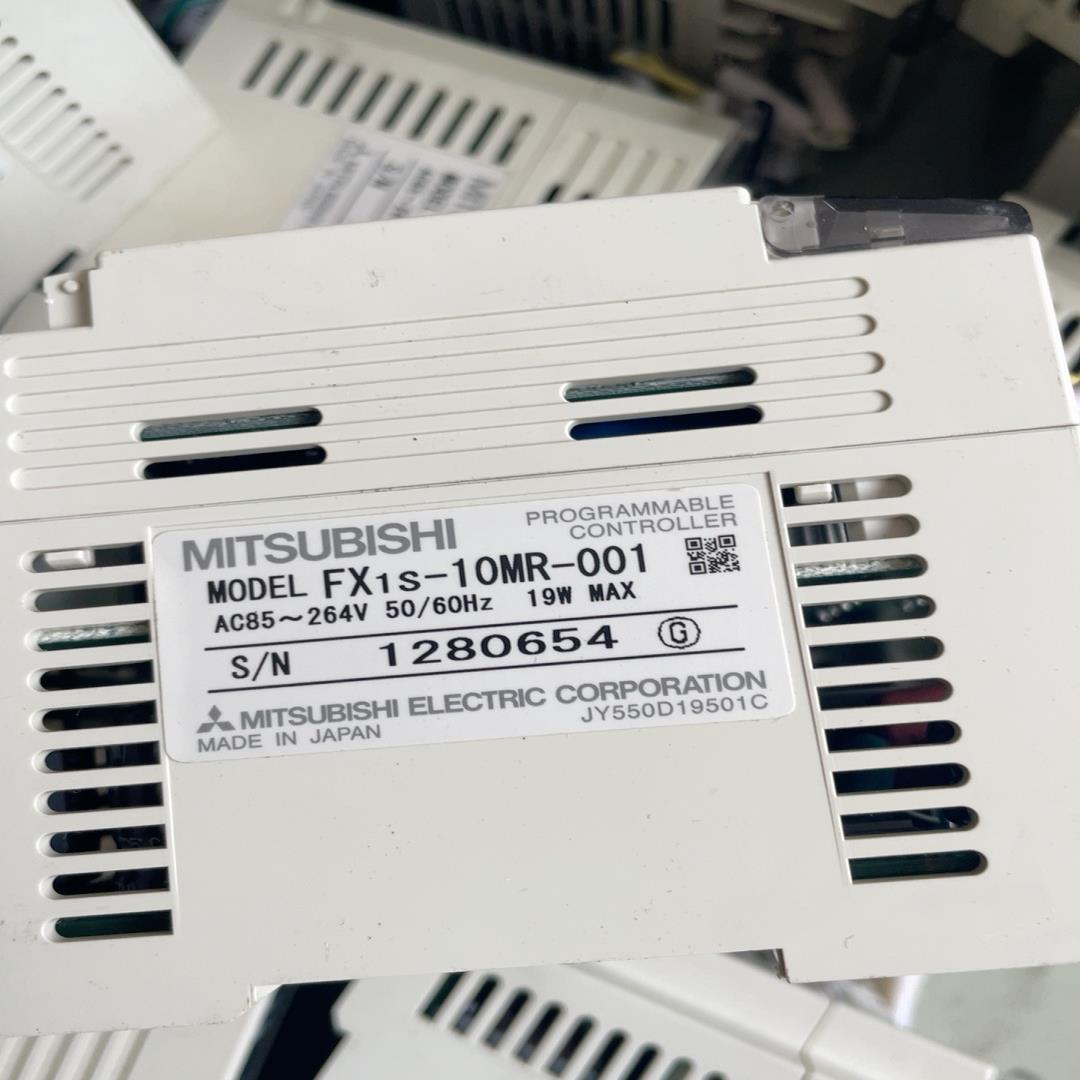 MITSUBISHI
PROGRAMMABLE
CONTROLLER
MODEL FX1S-10MR-001
AC85~264V 50/60Hz 19W MAX
S/N 1280654 G
MITSUBISHI ELECTRIC CORPORATION
JY550D19501C
MADE IN JAPAN